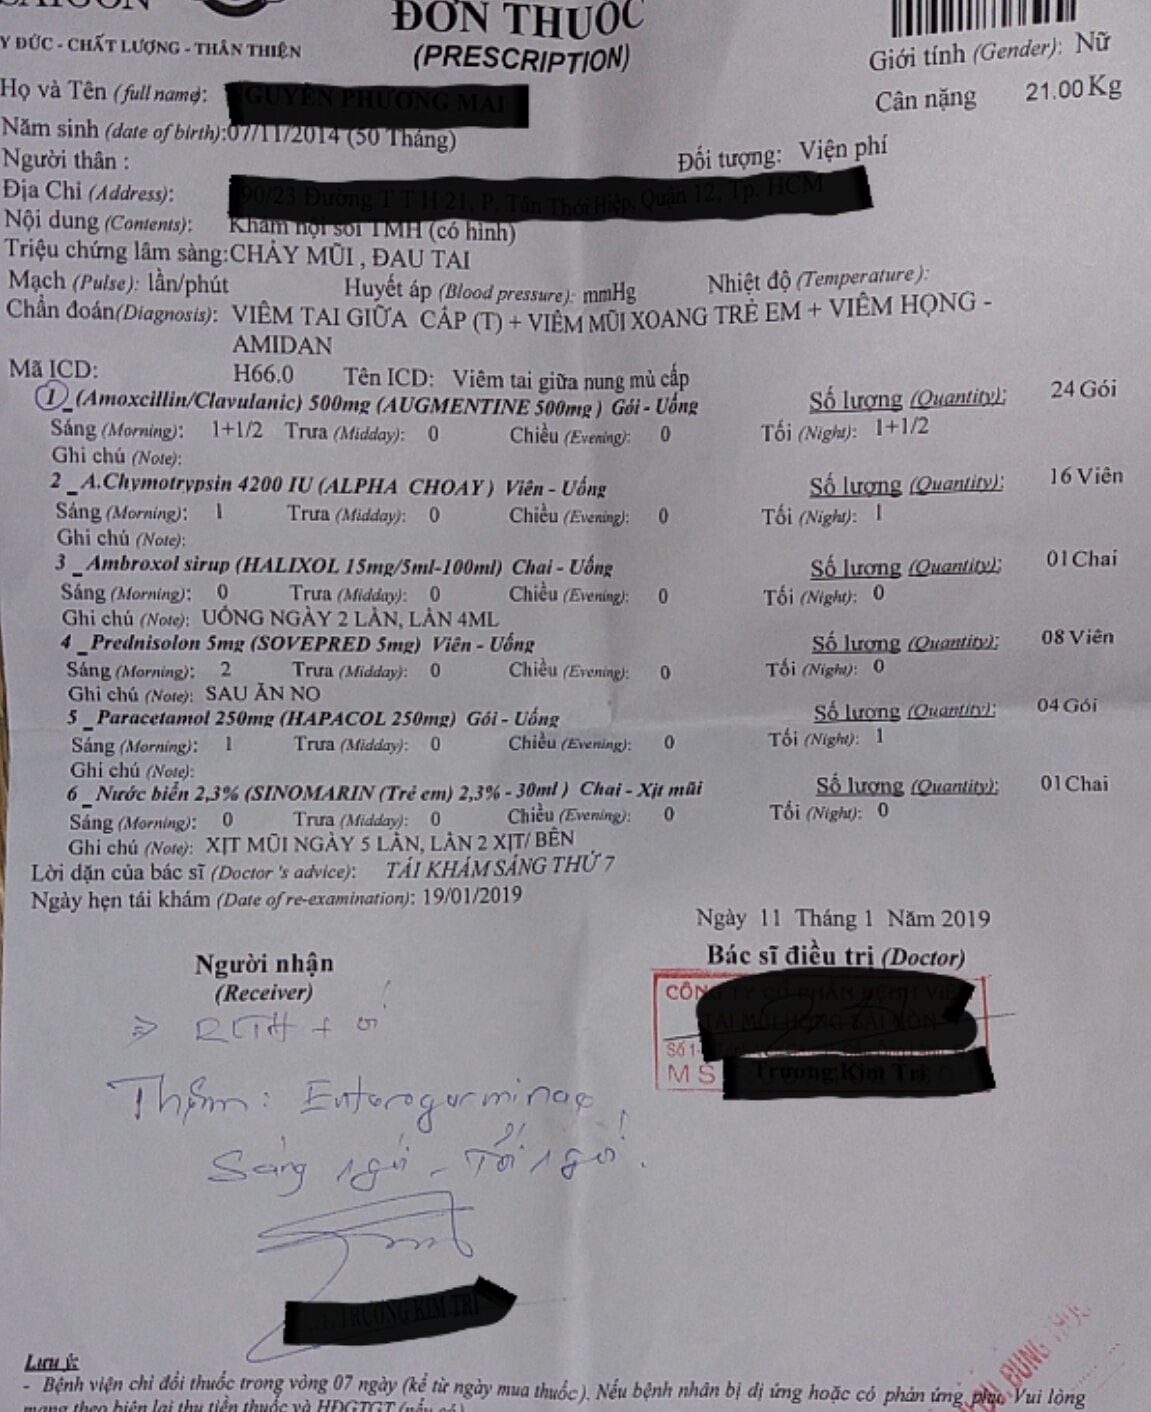 Y ĐỨC - CHẤT LƯỢNG - THÂN THIỆN
ĐƠN THUỐC
(PRESCRIPTION)
Giới tính (Gender): Nữ
Họ và Tên (full name):
Cân nặng 21.00 Kg
Năm sinh (date of birth):07/11/2014 (50 Tháng)
Người thân :
Đối tượng: Viện phí
Địa Chỉ (Address):
Nội dung (Contents): Khám nội soi TMH (có hình)
Triệu chứng lâm sàng:CHẢY MŨI , ĐAU TAI
Mạch (Pulse): lần/phút Huyết áp (Blood pressure): mmHg Nhiệt độ (Temperature):
Chẩn đoán(Diagnosis): VIÊM TAI GIỮA CẤP (T) + VIÊM MŨI XOANG TRẺ EM + VIÊM HỌNG -
AMIDAN
Mã ICD: H66.0 Tên ICD: Viêm tai giữa nung mủ cấp
1_(Amoxcillin/Clavulanic) 500mg (AUGMENTINE 500mg ) Gói - Uống Số lượng (Quantity): 24 Gói
Sáng (Morning): 1+1/2 Trưa (Midday): 0 Chiều (Evening): 0 Tối (Night): 1+1/2
Ghi chú (Note):
2 _A.Chymotrypsin 4200 IU (ALPHA CHOAY ) Viên - Uống Số lượng (Quantity): 16 Viên
Sáng (Morning): 1 Trưa (Midday): 0 Chiều (Evening): 0 Tối (Night): 1
Ghi chú (Note):
3 _Ambroxol sirup (HALIXOL 15mg/5ml-100ml) Chai - Uống Số lượng (Quantity): 01 Chai
Sáng (Morning): 0 Trưa (Midday): 0 Chiều (Evening): 0 Tối (Night): 0
Ghi chú (Note): UỐNG NGÀY 2 LẦN, LẦN 4ML
4 _Prednisolon 5mg (SOVEPRED 5mg) Viên - Uống Số lượng (Quantity): 08 Viên
Sáng (Morning): 2 Trưa (Midday): 0 Chiều (Evening): 0 Tối (Night): 0
Ghi chú (Note): SAU ĂN NO
5 _Paracetamol 250mg (HAPACOL 250mg) Gói - Uống Số lượng (Quantity): 04 Gói
Sáng (Morning): 1 Trưa (Midday): 0 Chiều (Evening): 0 Tối (Night): 1
Ghi chú (Note):
6 _Nước biển 2,3% (SINOMARIN (Trẻ em) 2,3% - 30ml ) Chai - Xịt mũi Số lượng (Quantity): 01 Chai
Sáng (Morning): 0 Trưa (Midday): 0 Chiều (Evening): 0 Tối (Night): 0
Ghi chú (Note): XỊT MŨI NGÀY 5 LẦN, LẦN 2 XỊT/ BÊN
Lời dặn của bác sĩ (Doctor 's advice): TÁI KHÁM SÁNG THỨ 7
Ngày hẹn tái khám (Date of re-examination): 19/01/2019
Ngày 11 Tháng 1 Năm 2019
Người nhận
(Receiver)
Bác sĩ điều trị (Doctor)
CÔNG
Số 1-
MS
Thêm: Enterogerminae
Sáng 1 gói - Tối 1 gói.
Lưu ý:
- Bệnh viện chỉ đổi thuốc trong vòng 07 ngày (kể từ ngày mua thuốc). Nếu bệnh nhân bị dị ứng hoặc có phản ứng phụ. Vui lòng
mang theo biên lai thu tiền thuốc và HĐGTGT (nếu có)